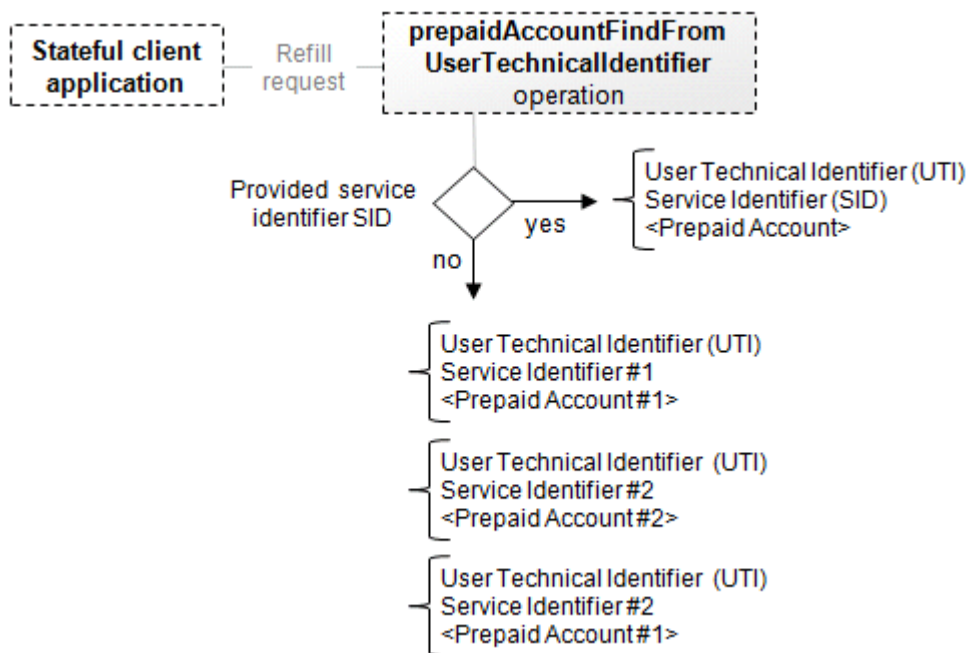 Stateful client
application
Refill
request
prepaidAccountFindFrom
UserTechnicalIdentifier
operation
Provided service
identifier SID
yes
no
User Technical Identifier (UTI)
Service Identifier (SID)
<Prepaid Account>
User Technical Identifier (UTI)
Service Identifier #1
<Prepaid Account #1>
User Technical Identifier (UTI)
Service Identifier #2
<Prepaid Account #2>
User Technical Identifier (UTI)
Service Identifier #2
<Prepaid Account #1>